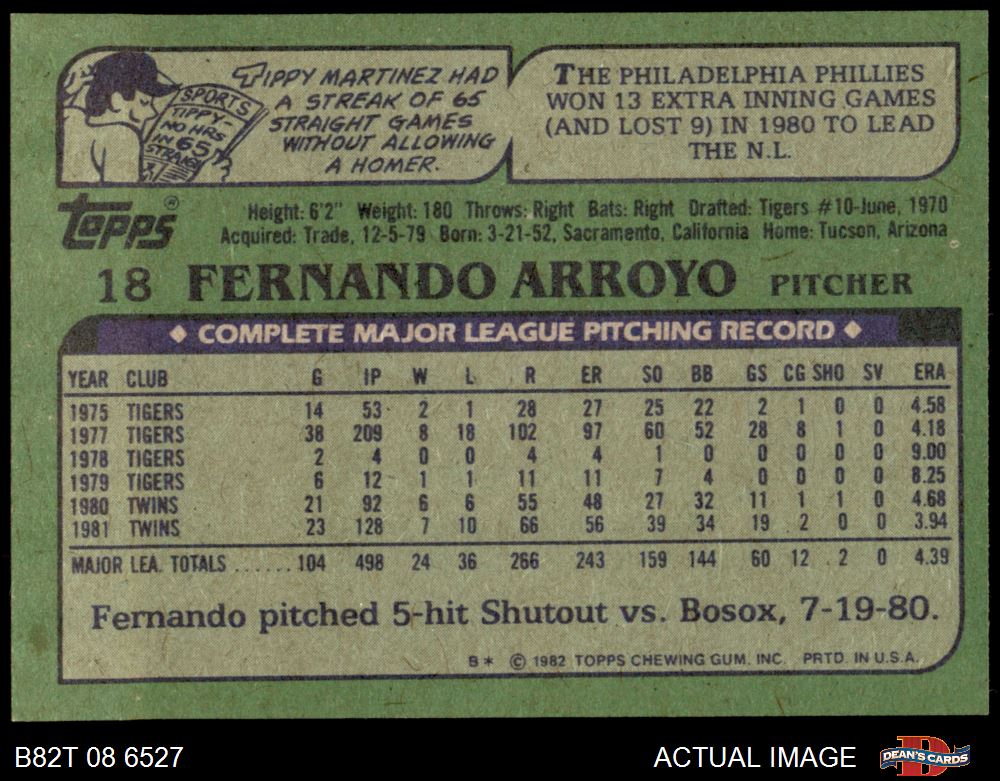 SPORTS
TIPPY-
NO HRS
IN 65
STRAIGHT
TIPPY MARTINEZ HAD
A STREAK OF 65
STRAIGHT GAMES
WITHOUT ALLOWING
A HOMER.
THE PHILADELPHIA PHILLIES
WON 13 EXTRA INNING GAMES
(AND LOST 9) IN 1980 TO LEAD
THE N.L.
topps®
Height: 6'2" Weight: 180 Throws: Right Bats: Right Drafted: Tigers #10-June, 1970
Acquired: Trade, 12-5-79 Born: 3-21-52, Sacramento, California Home: Tucson, Arizona
18 FERNANDO ARROYO PITCHER
◆ COMPLETE MAJOR LEAGUE PITCHING RECORD ◆
YEAR CLUB G IP W L R ER SO BB GS CG SHO SV ERA
1975 TIGERS 14 53 2 1 28 27 25 22 2 1 0 0 4.58
1977 TIGERS 38 209 8 18 102 97 60 52 28 8 1 0 4.18
1978 TIGERS 2 4 0 0 4 4 1 0 0 0 0 0 9.00
1979 TIGERS 6 12 1 1 11 11 7 4 0 0 0 0 8.25
1980 TWINS 21 92 6 6 55 48 27 32 11 1 1 0 4.68
1981 TWINS 23 128 7 10 66 56 39 34 19 2 0 0 3.94
MAJOR LEA. TOTALS ...... 104 498 24 36 266 243 159 144 60 12 2 0 4.39
Fernando pitched 5-hit Shutout vs. Bosox, 7-19-80.
B* © 1982 TOPPS CHEWING GUM, INC. PRTD. IN U.S.A.
B82T 08 6527
ACTUAL IMAGE
DEAN'S CARDS